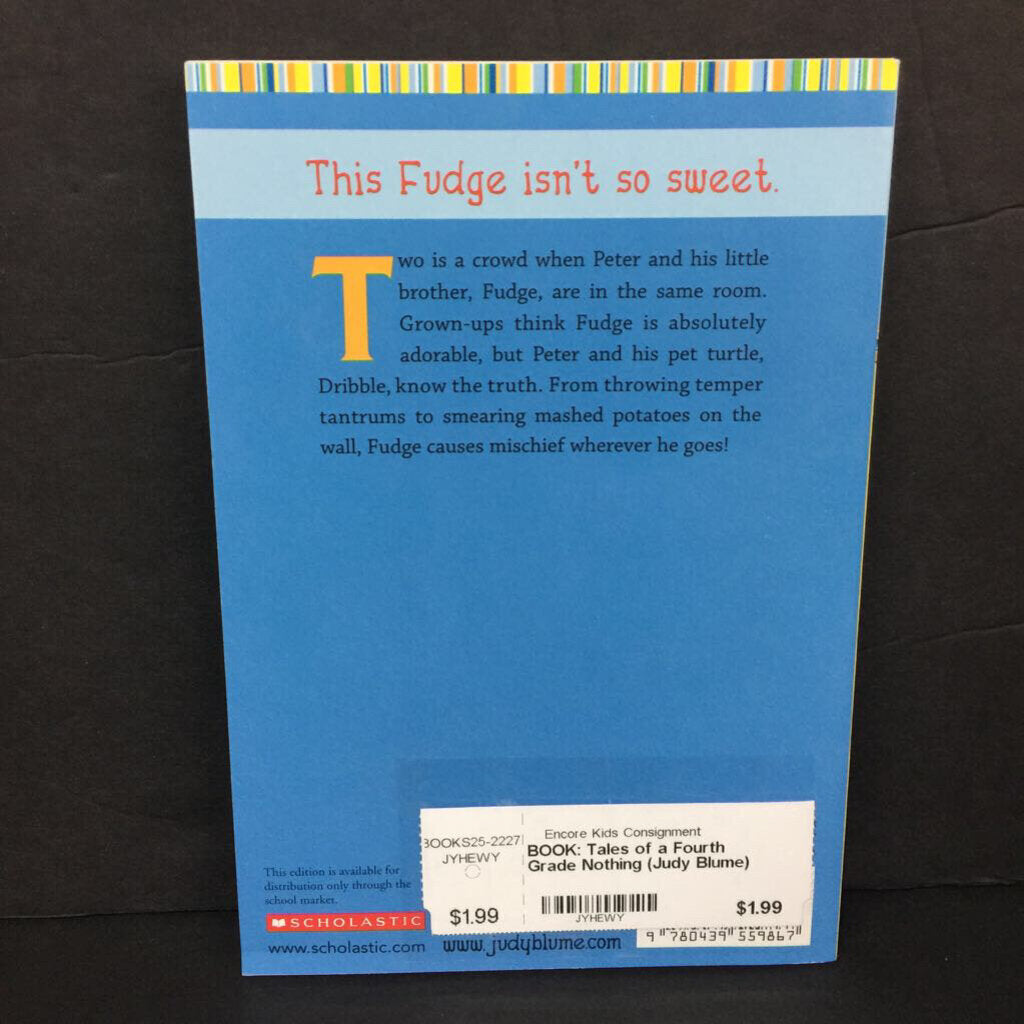 This Fudge isn't so sweet.
Two is a crowd when Peter and his little
brother, Fudge, are in the same room.
Grown-ups think Fudge is absolutely
adorable, but Peter and his pet turtle,
Dribble, know the truth. From throwing temper
tantrums to smearing mashed potatoes on the
wall, Fudge causes mischief wherever he goes!
This edition is available for
distribution only through the
school market.
SCHOLASTIC
www.scholastic.com
www.judyblume.com
BOOKS25-2227
JYHEWY
$1.99
Encore Kids Consignment
BOOK: Tales of a Fourth
Grade Nothing (Judy Blume)
JYHEWY
$1.99
9 780439 559867